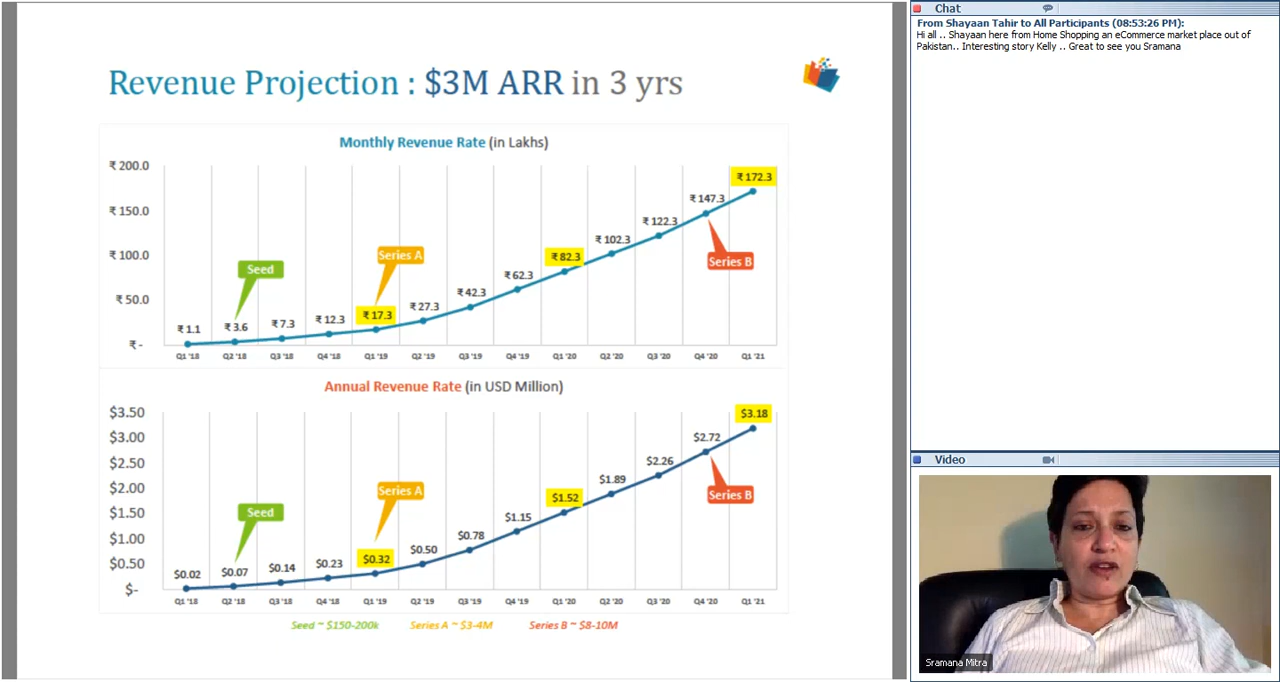 Revenue Projection : $3M ARR in 3 yrs
Monthly Revenue Rate (in Lakhs)
₹ 200.0
₹ 150.0
₹ 100.0
₹ 50.0
₹ -
₹ 1.1
₹ 3.6
₹ 7.3
₹ 12.3
₹ 17.3
₹ 27.3
₹ 42.3
₹ 62.3
₹ 82.3
₹ 102.3
₹ 122.3
₹ 147.3
₹ 172.3
Seed
Series A
Series B
Q1 '18 Q2 '18 Q3 '18 Q4 '18 Q1 '19 Q2 '19 Q3 '19 Q4 '19 Q1 '20 Q2 '20 Q3 '20 Q4 '20 Q1 '21
Annual Revenue Rate (in USD Million)
$3.50
$3.00
$2.50
$2.00
$1.50
$1.00
$0.50
$-
$0.02
$0.07
$0.14
$0.23
$0.32
$0.50
$0.78
$1.15
$1.52
$1.89
$2.26
$2.72
$3.18
Seed
Series A
Series B
Q1 '18 Q2 '18 Q3 '18 Q4 '18 Q1 '19 Q2 '19 Q3 '19 Q4 '19 Q1 '20 Q2 '20 Q3 '20 Q4 '20 Q1 '21
Seed ~ $150-200k Series A ~ $3-4M Series B ~ $8-10M
Chat
From Shayaan Tahir to All Participants (08:53:26 PM):
Hi all .. Shayaan here from Home Shopping an eCommerce market place out of
Pakistan.. Interesting story Kelly .. Great to see you Sramana
Video
Sramana Mitra